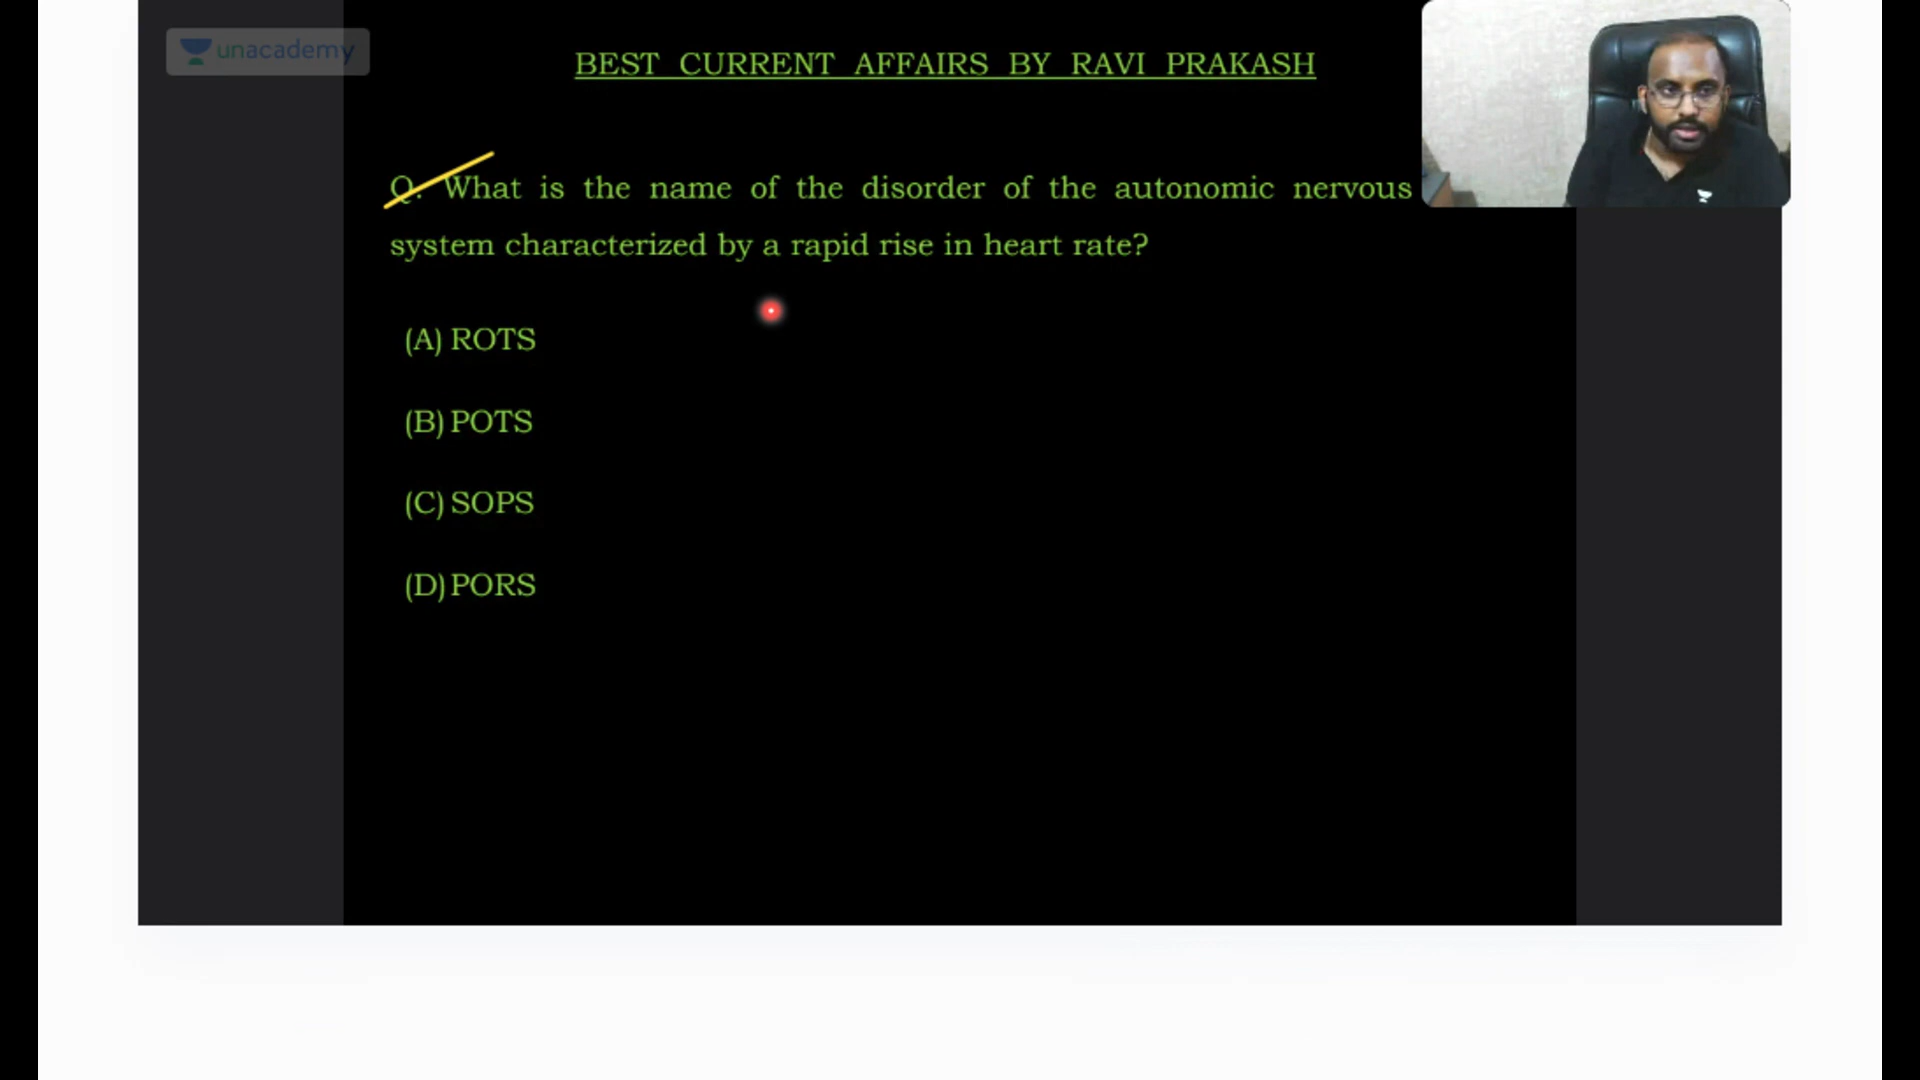 unacademy
BEST CURRENT AFFAIRS BY RAVI PRAKASH
Q. What is the name of the disorder of the autonomic nervous
system characterized by a rapid rise in heart rate?
(A) ROTS
(B) POTS
(C) SOPS
(D) PORS